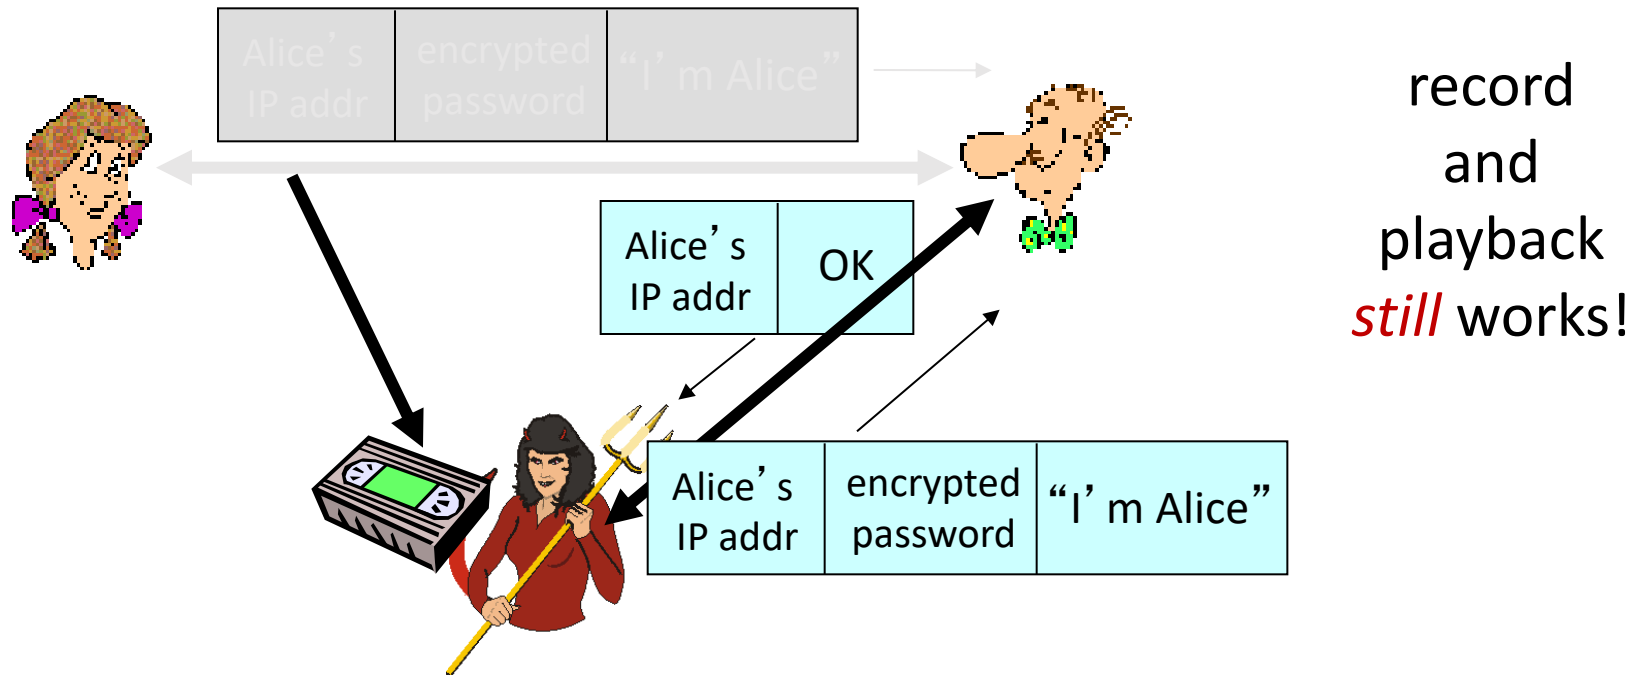 Alice’s
IP addr
encrypted
password
“I’m Alice”
record
and
playback
still works!
Alice’s
IP addr
OK
Alice’s
IP addr
encrypted
password
“I’m Alice”